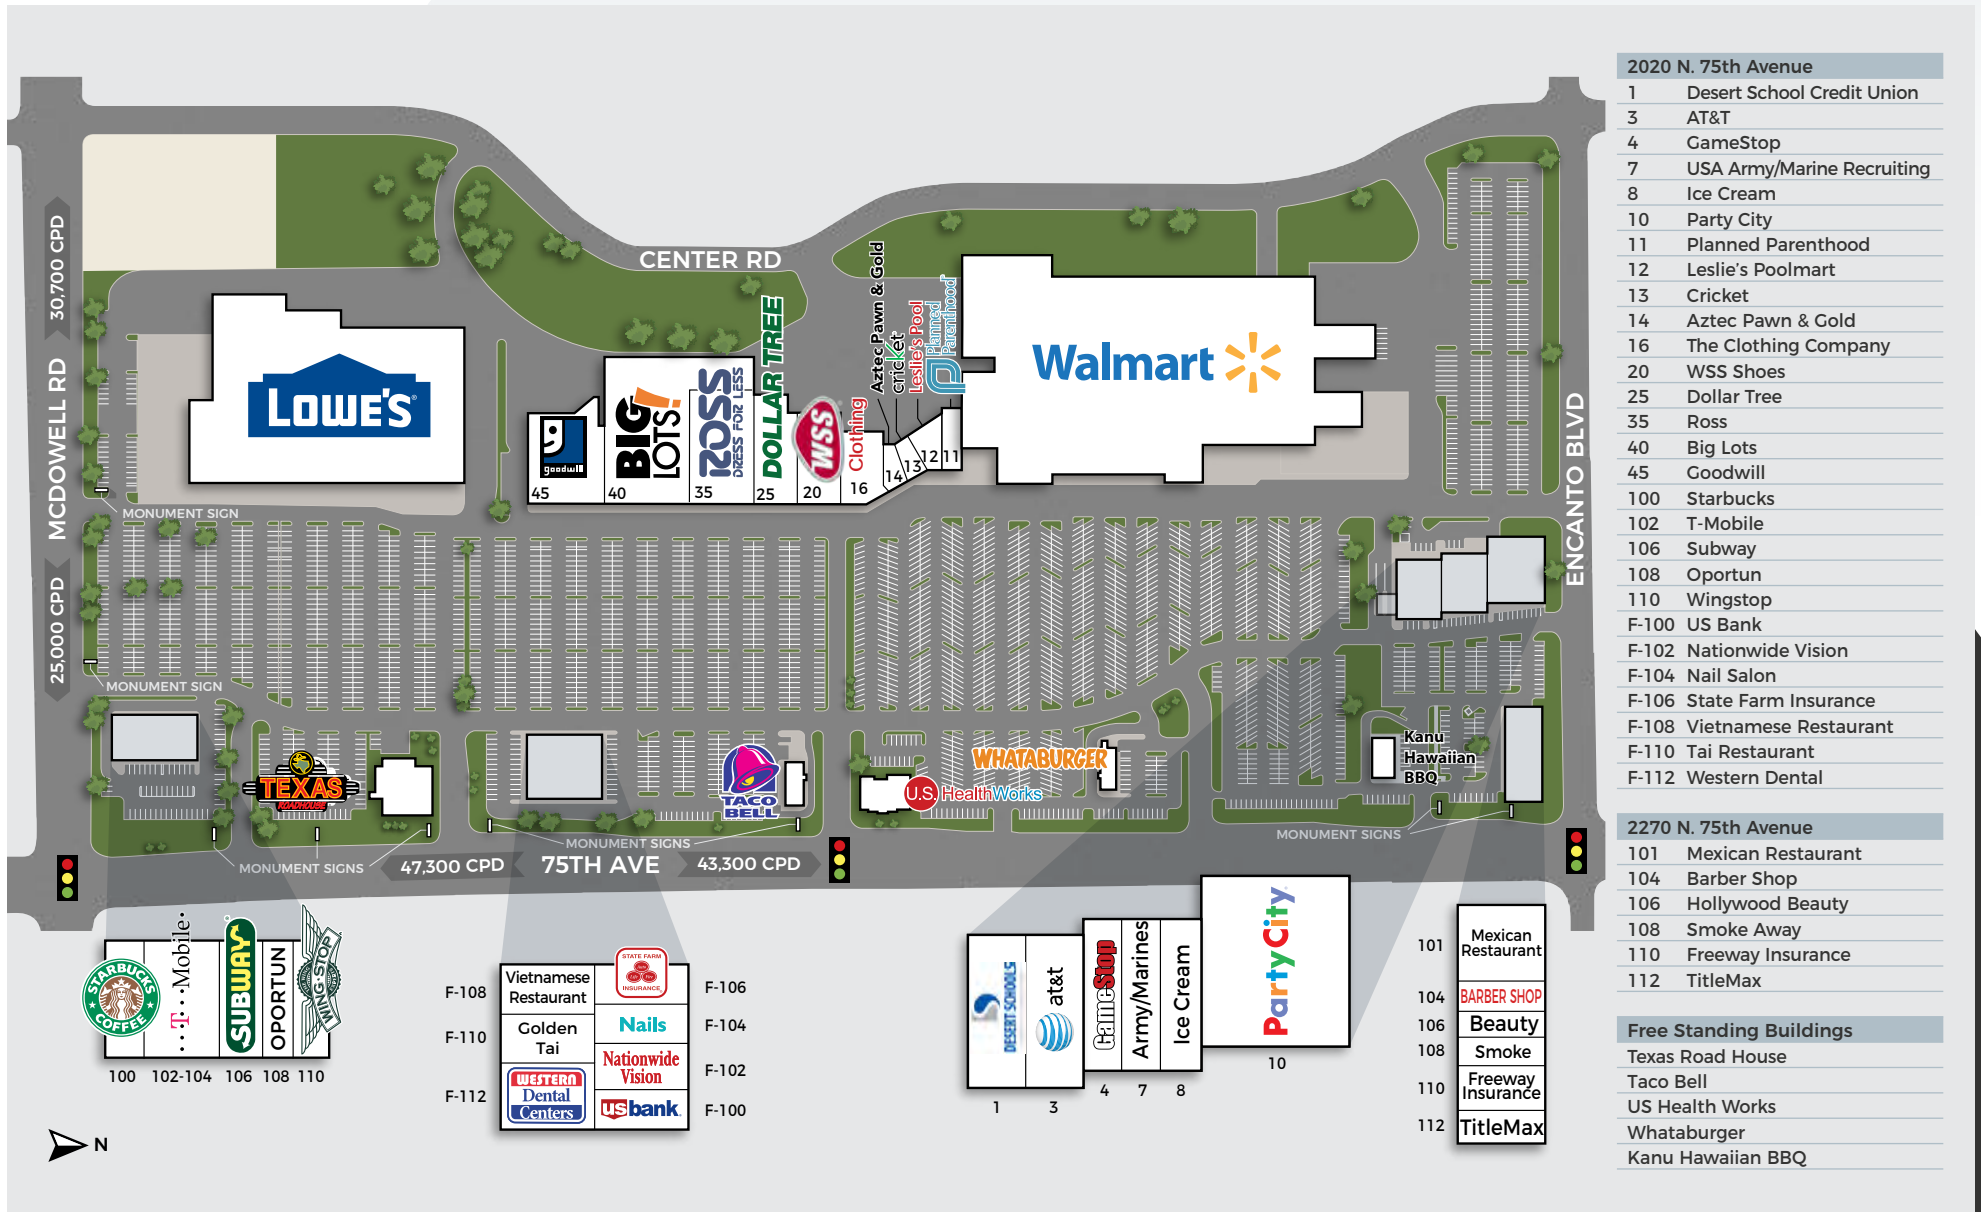 CENTER RD
MCDOWELL RD
30,700 CPD
25,000 CPD
ENCANTO BLVD
LOWE'S
goodwill
45
BIG LOTS!
40
ROSS
DRESS FOR LESS
35
DOLLAR TREE
25
WSS
20
Clothing
16
Aztec Pawn & Gold
14
cricket
13
Leslie's Pool
12
Planned Parenthood
11
Walmart
MONUMENT SIGN
MONUMENT SIGN
TEXAS
ROADHOUSE
TACO
BELL
U.S. HealthWorks
WHATABURGER
Kanu
Hawaiian
BBQ
MONUMENT SIGNS
MONUMENT SIGNS
MONUMENT SIGNS
47,300 CPD
75TH AVE
43,300 CPD
STARBUCKS
COFFEE
T-Mobile
SUBWAY
OPORTUN
WING-STOP
100
102-104
106
108
110
N
F-108
F-110
F-112
Vietnamese
Restaurant
Golden
Tai
WESTERN
Dental
Centers
STATE FARM
INSURANCE
Nails
Nationwide
Vision
usbank
F-106
F-104
F-102
F-100
DESERT SCHOOLS
at&t
GameStop
Army/Marines
Ice Cream
PartyCity
1
3
4
7
8
10
101
Mexican
Restaurant
104
BARBER SHOP
106
Beauty
108
Smoke
110
Freeway
Insurance
112
TitleMax
2020 N. 75th Avenue
1 Desert School Credit Union
3 AT&T
4 GameStop
7 USA Army/Marine Recruiting
8 Ice Cream
10 Party City
11 Planned Parenthood
12 Leslie's Poolmart
13 Cricket
14 Aztec Pawn & Gold
16 The Clothing Company
20 WSS Shoes
25 Dollar Tree
35 Ross
40 Big Lots
45 Goodwill
100 Starbucks
102 T-Mobile
106 Subway
108 Oportun
110 Wingstop
F-100 US Bank
F-102 Nationwide Vision
F-104 Nail Salon
F-106 State Farm Insurance
F-108 Vietnamese Restaurant
F-110 Tai Restaurant
F-112 Western Dental
2270 N. 75th Avenue
101 Mexican Restaurant
104 Barber Shop
106 Hollywood Beauty
108 Smoke Away
110 Freeway Insurance
112 TitleMax
Free Standing Buildings
Texas Road House
Taco Bell
US Health Works
Whataburger
Kanu Hawaiian BBQ